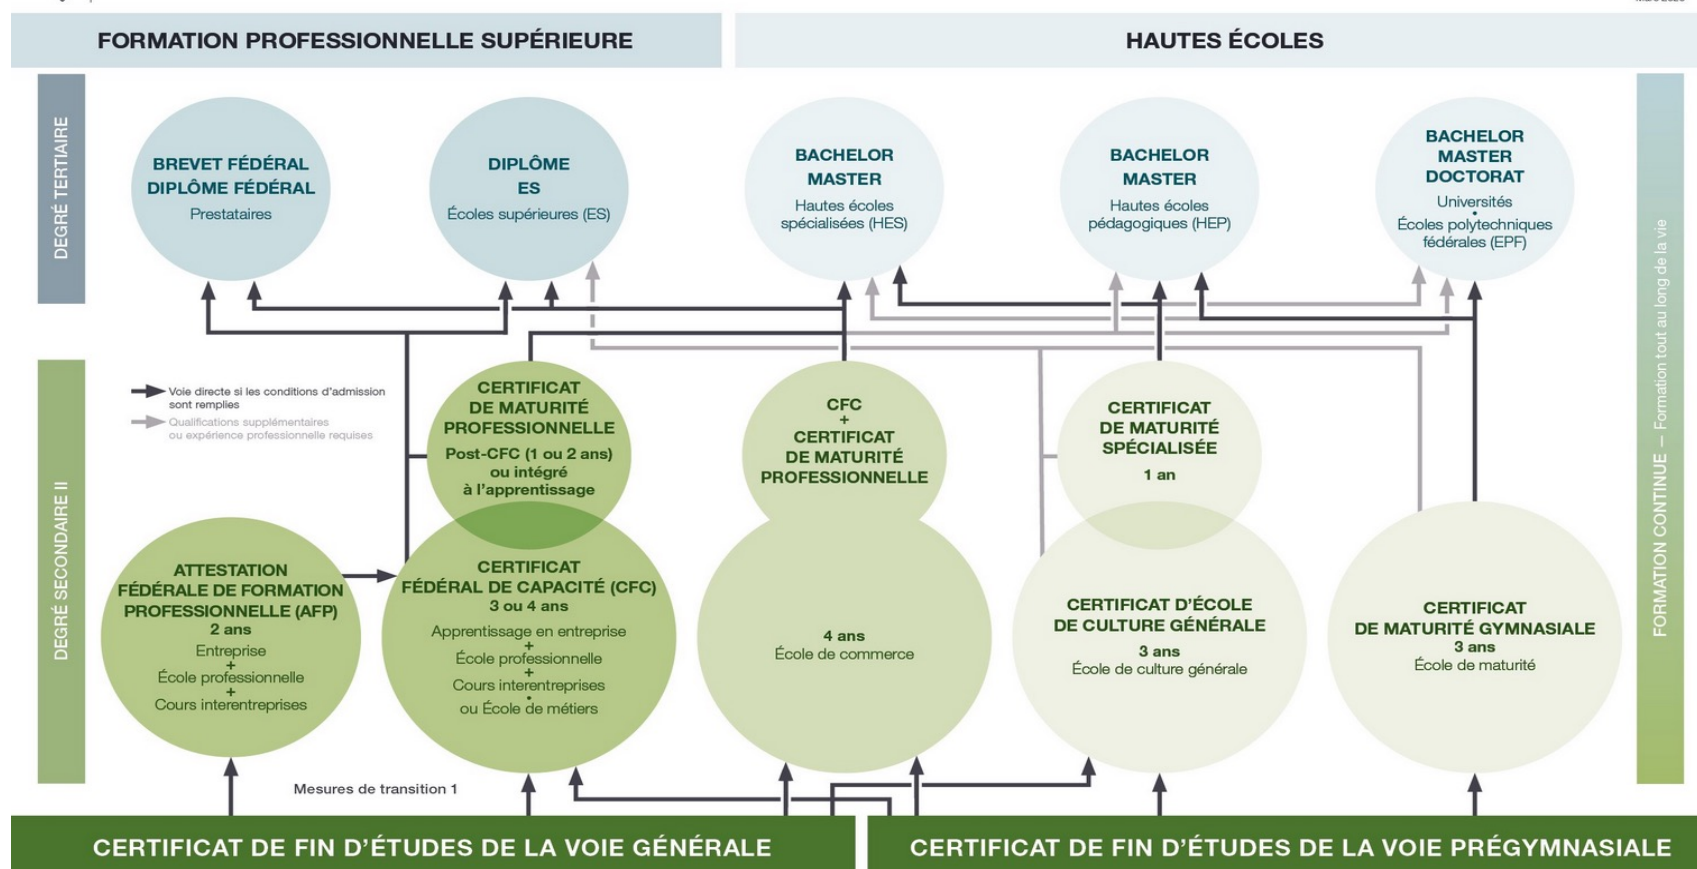 FORMATION PROFESSIONNELLE SUPÉRIEURE
HAUTES ÉCOLES
DEGRÉ TERTIAIRE
BREVET FÉDÉRAL
DIPLÔME FÉDÉRAL
Prestataires
DIPLÔME
ES
Écoles supérieures (ES)
BACHELOR
MASTER
Hautes écoles
spécialisées (HES)
BACHELOR
MASTER
Hautes écoles
pédagogiques (HEP)
BACHELOR
MASTER
DOCTORAT
Universités
•
Écoles polytechniques
fédérales (EPF)
FORMATION CONTINUE — Formation tout au long de la vie
DEGRÉ SECONDAIRE II
Voie directe si les conditions d'admission
sont remplies
Qualifications supplémentaires
ou expérience professionnelle requises
CERTIFICAT
DE MATURITÉ
PROFESSIONNELLE
Post-CFC (1 ou 2 ans)
ou intégré
à l'apprentissage
CFC
+
CERTIFICAT
DE MATURITÉ
PROFESSIONNELLE
CERTIFICAT
DE MATURITÉ
SPÉCIALISÉE
1 an
ATTESTATION
FÉDÉRALE DE FORMATION
PROFESSIONNELLE (AFP)
2 ans
Entreprise
+
École professionnelle
+
Cours interentreprises
CERTIFICAT
FÉDÉRAL DE CAPACITÉ (CFC)
3 ou 4 ans
Apprentissage en entreprise
+
École professionnelle
+
Cours interentreprises
•
ou École de métiers
4 ans
École de commerce
CERTIFICAT D'ÉCOLE
DE CULTURE GÉNÉRALE
3 ans
École de culture générale
CERTIFICAT
DE MATURITÉ GYMNASIALE
3 ans
École de maturité
Mesures de transition 1
CERTIFICAT DE FIN D'ÉTUDES DE LA VOIE GÉNÉRALE
CERTIFICAT DE FIN D'ÉTUDES DE LA VOIE PRÉGYMNASIALE